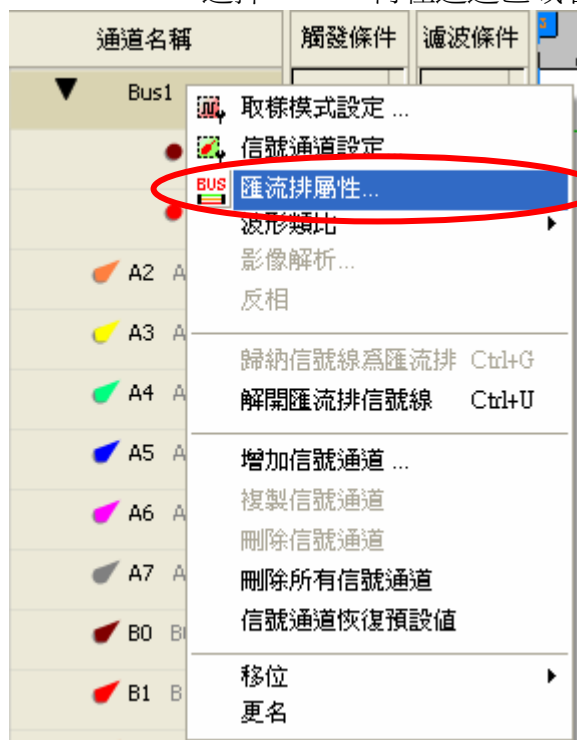 通道名稱 觸發條件 濾波條件
Bus1
取樣模式設定 ...
信號通道設定
BUS 匯流排屬性...
波形類比
影像解析...
反相
歸納信號線為匯流排 Ctrl+G
解開匯流排信號線 Ctrl+U
增加信號通道 ...
複製信號通道
刪除信號通道
刪除所有信號通道
信號通道恢復預設值
移位
更名
A2 A
A3 A
A4 A
A5 A
A6 A
A7 A
B0
B1 B